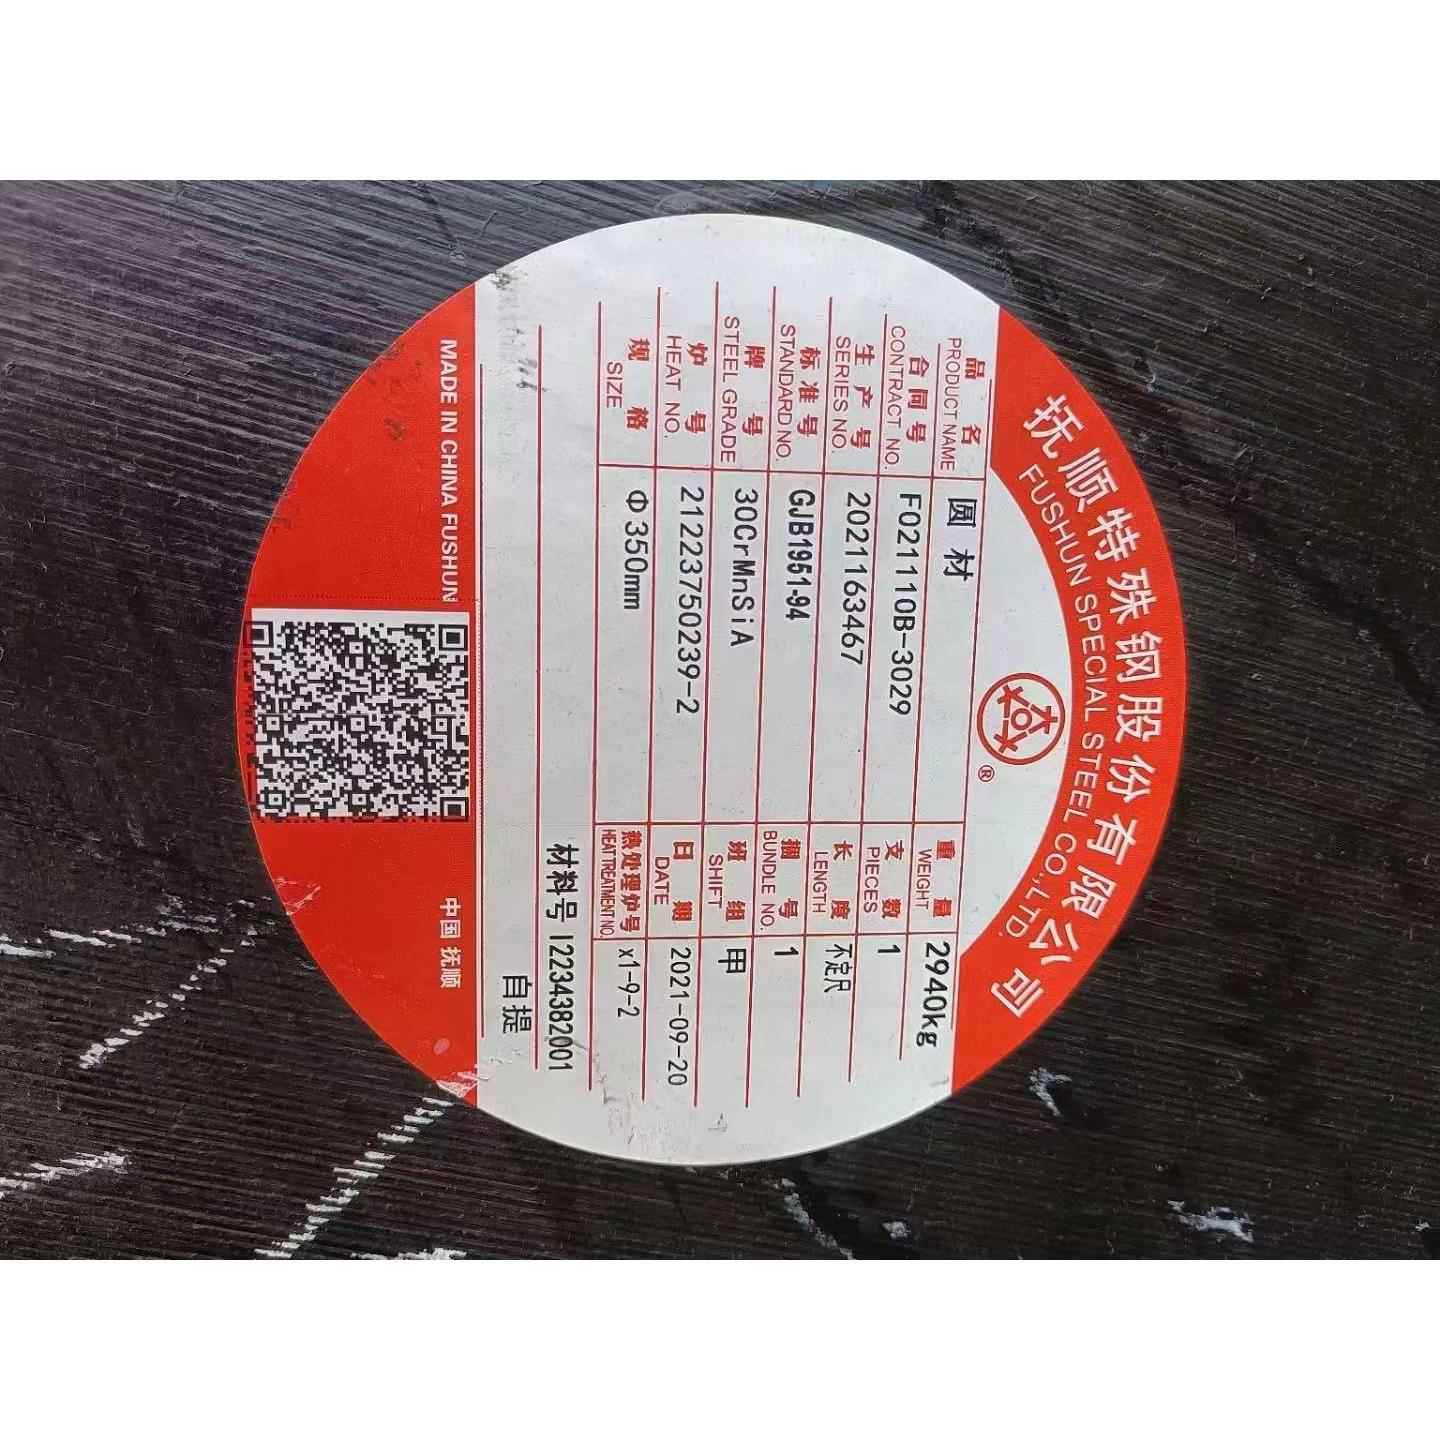 抚顺特殊钢股份有限公司
FUSHUN SPECIAL STEEL CO.,LTD.
®
品名 圆材 重量 2940kg
PRODUCT NAME WEIGHT
合同号 F021110B-3029 支数 1
CONTRACT NO. PIECES
生产号 2021163467 长度 不定尺
SERIES NO. LENGTH
标准号 GJB1951-94 捆号 1
STANDARD NO. BUNDLE NO.
牌号 30CrMnSiA 班组 甲
STEEL GRADE SHIFT
炉号 21223750239-2 日期 2021-09-20
HEAT NO. DATE
规格 Φ350mm 热处理炉号 x1-9-2
SIZE HEAT TREATMENT NO.
材料号 12234382001
自提
MADE IN CHINA FUSHUN 中国 抚顺